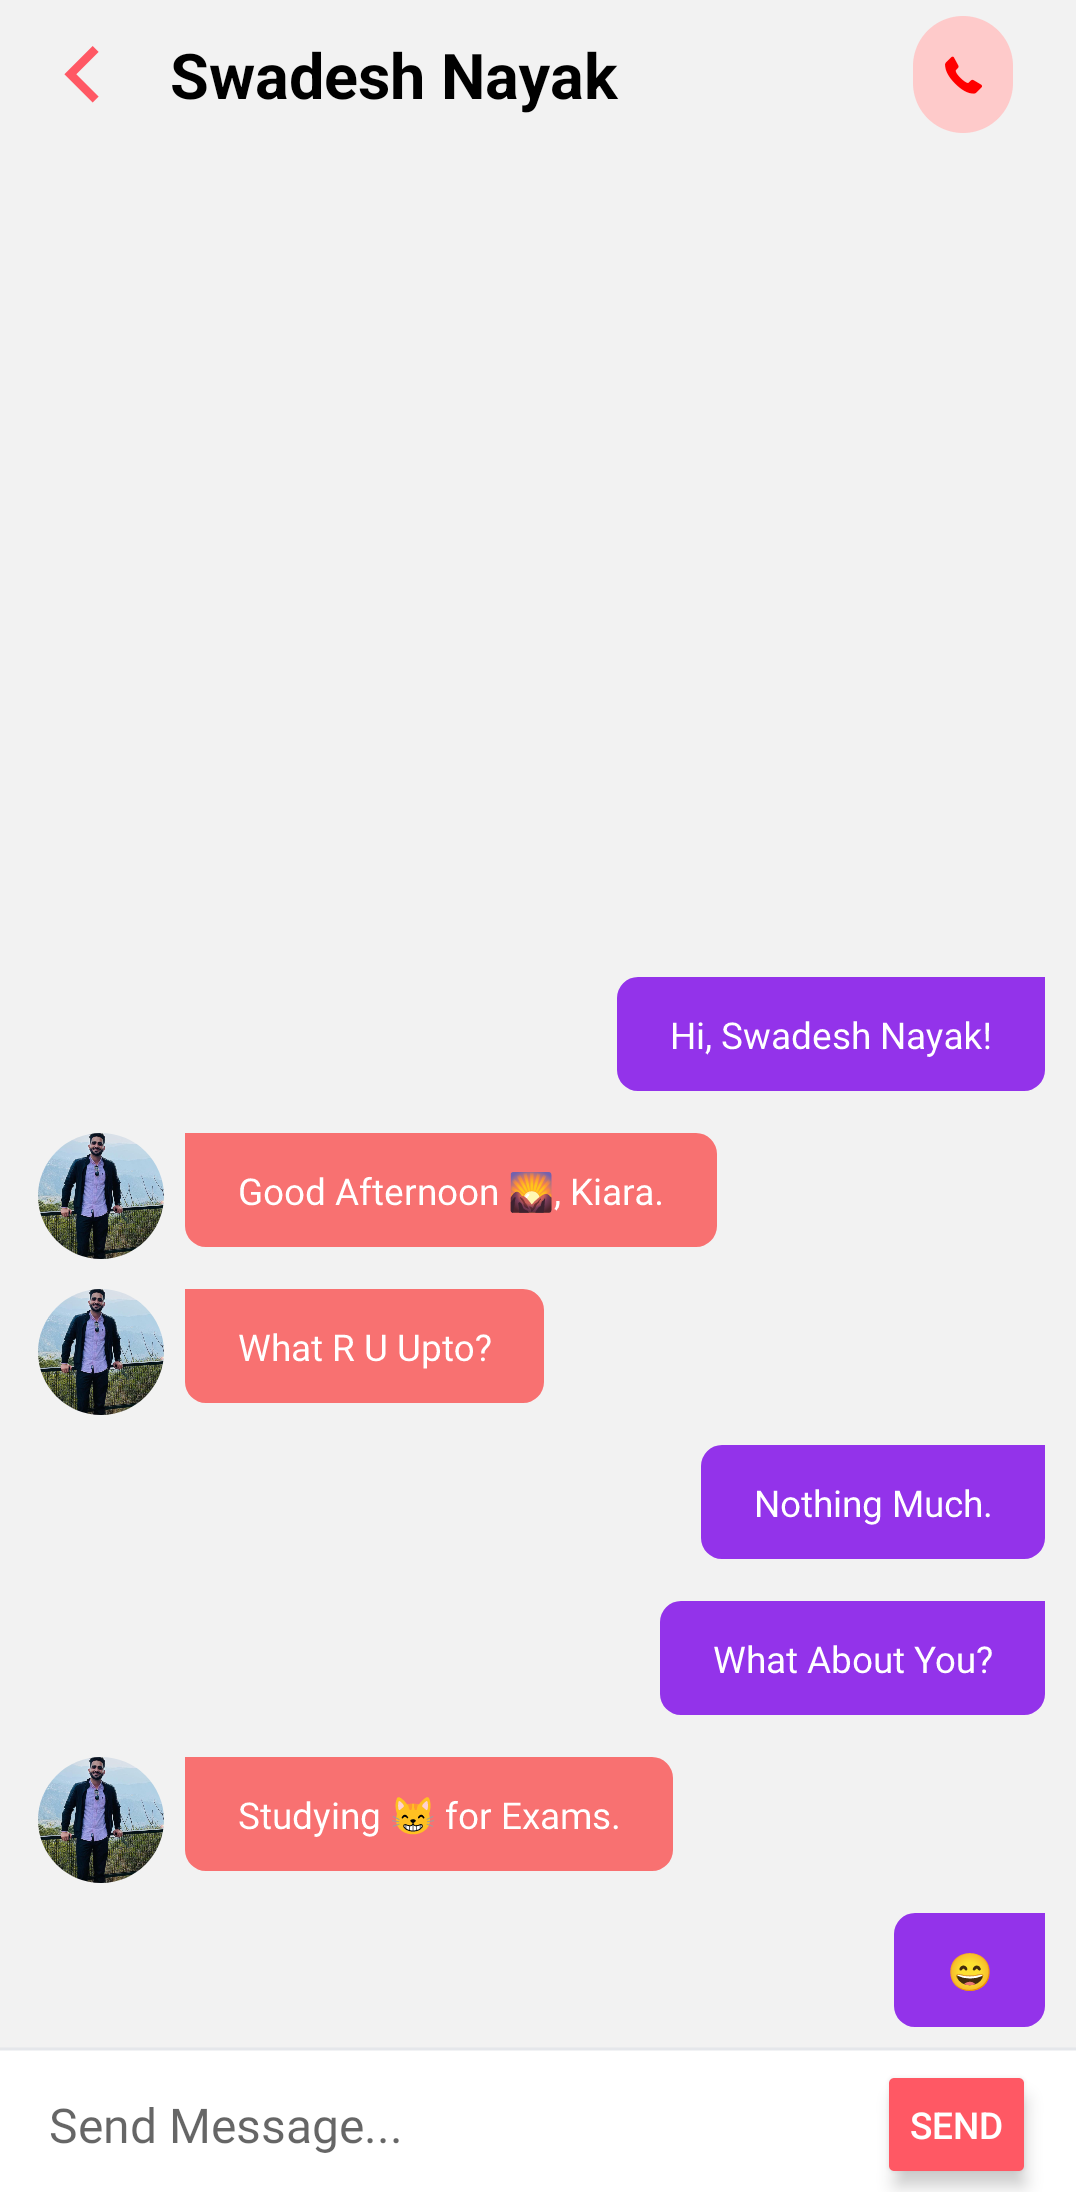 Swadesh Nayak
Hi, Swadesh Nayak!
Good Afternoon 🌄, Kiara.
What R U Upto?
Nothing Much.
What About You?
Studying 😸 for Exams.
😄
Send Message...
SEND